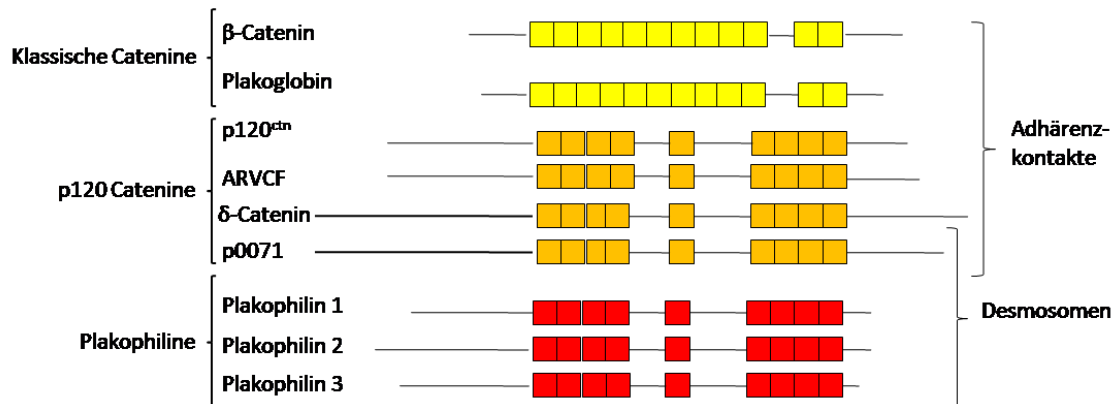 Klassische Catenine
β-Catenin
Plakoglobin
p120 Catenine
p120ctn
ARVCF
δ-Catenin
p0071
Plakophiline
Plakophilin 1
Plakophilin 2
Plakophilin 3
Adhärenz-
kontakte
Desmosomen